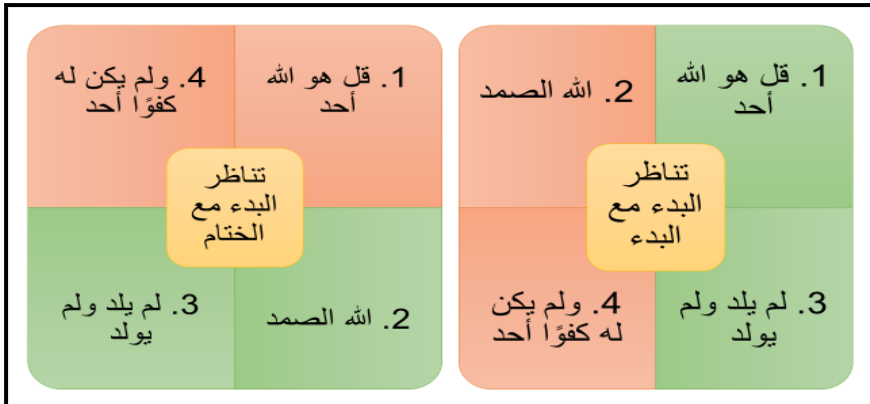 1. قل هو الله
أحد
2. الله الصمد
تناظر
البدء مع
البدء
3. لم يلد ولم
يولد
4. ولم يكن
له كفوًا أحد
1. قل هو الله
أحد
4. ولم يكن له
كفوًا أحد
تناظر
البدء مع
الختام
2. الله الصمد
3. لم يلد ولم
يولد